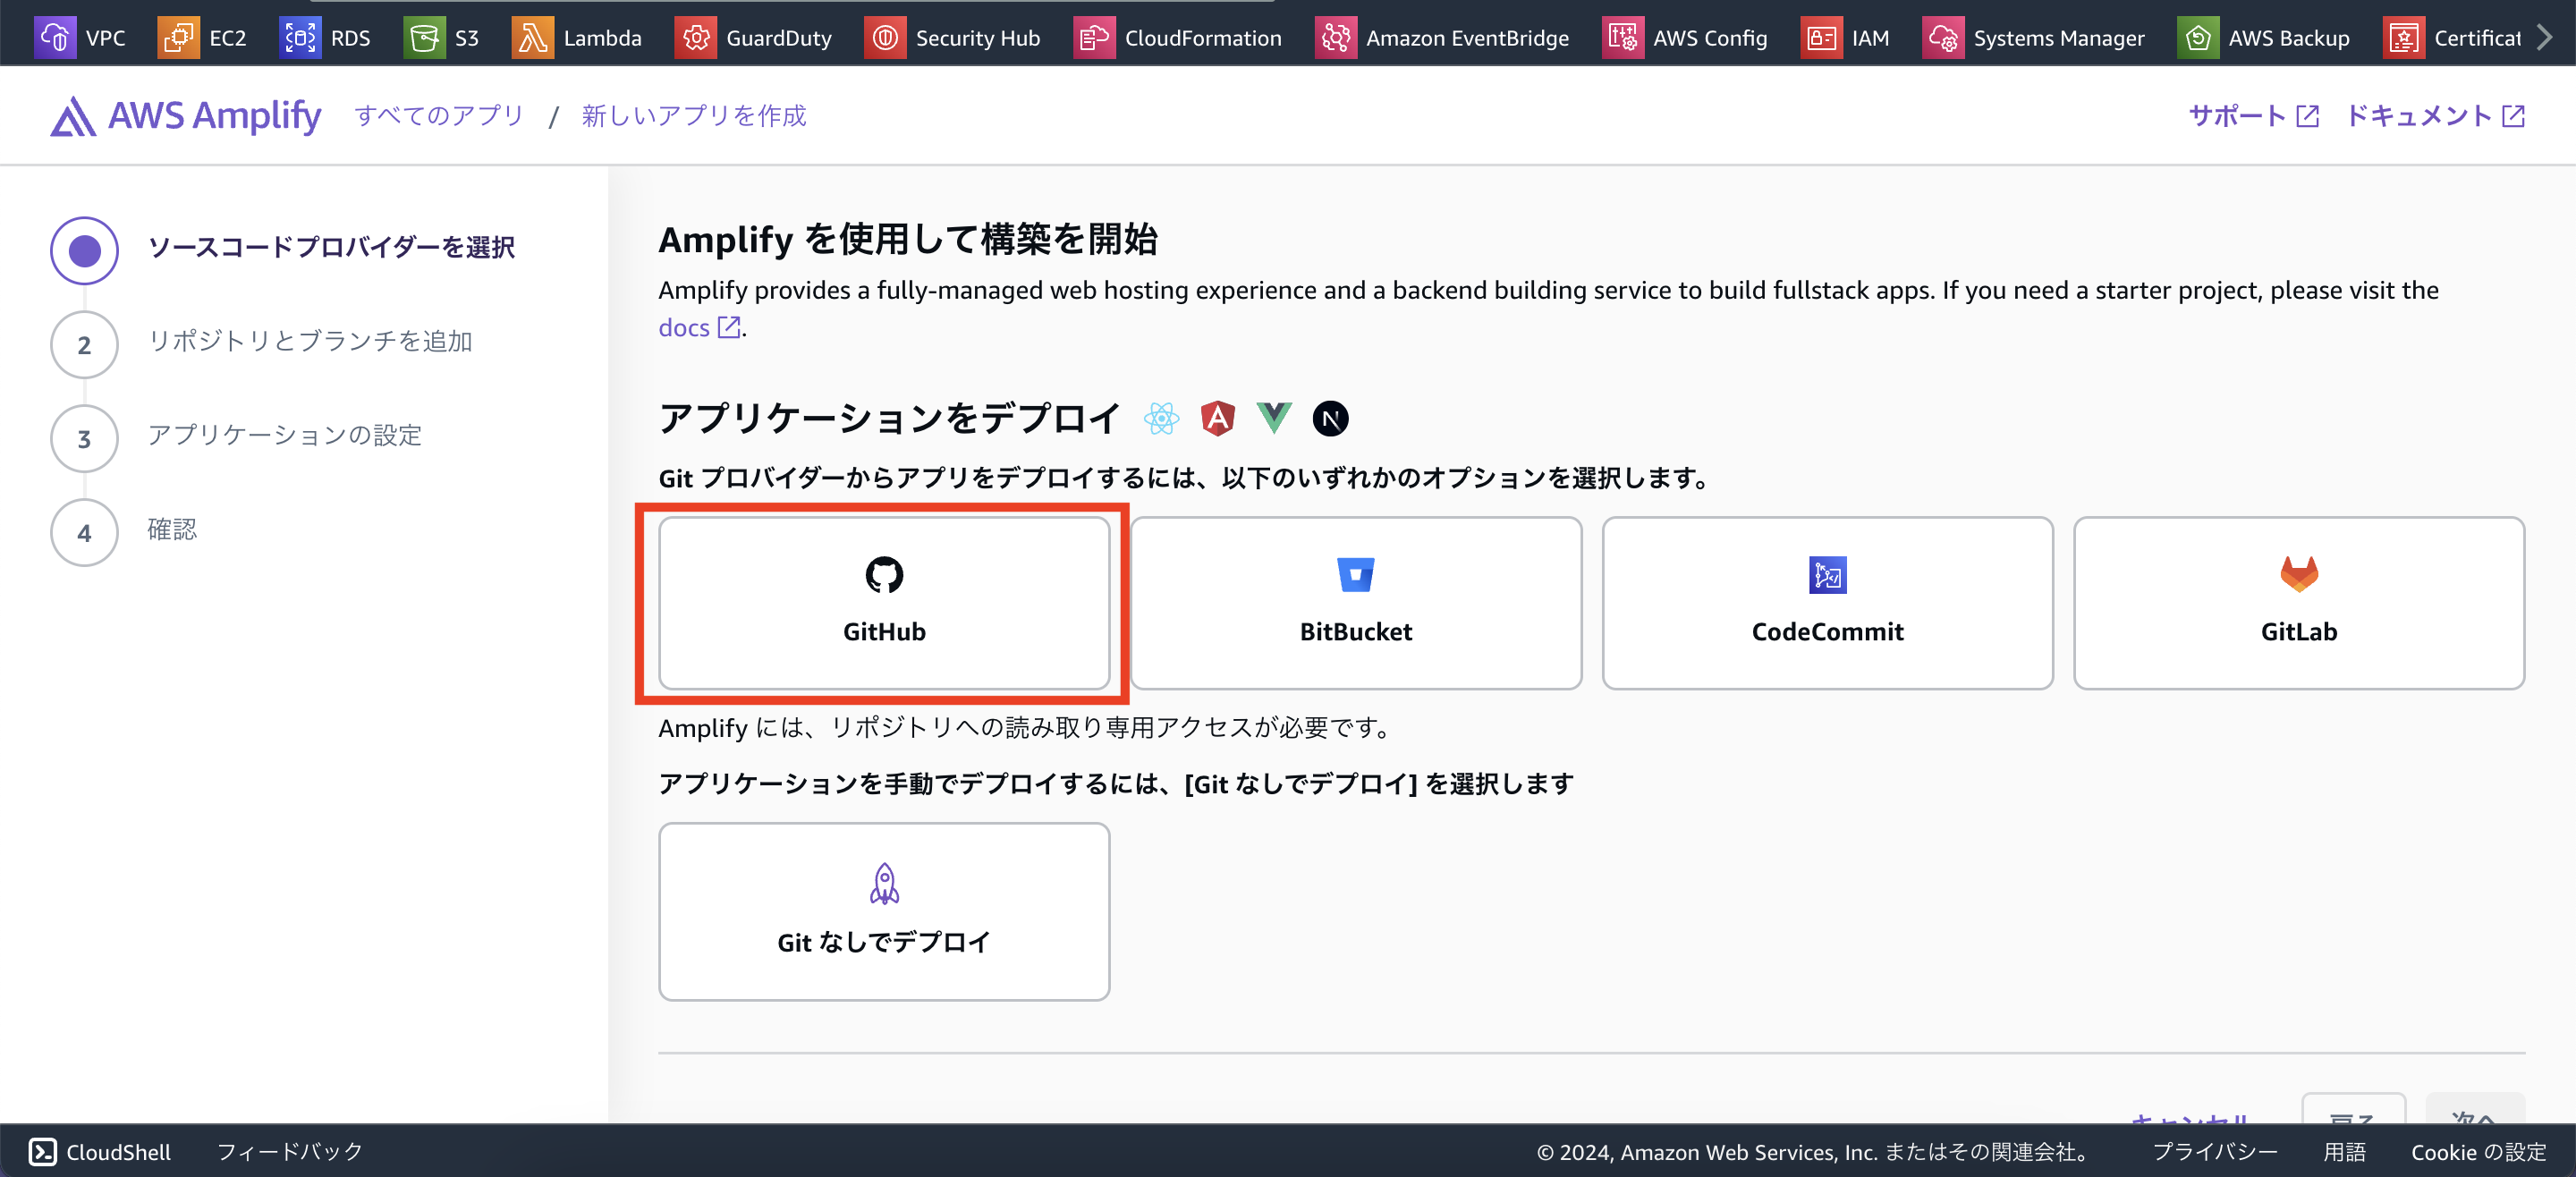 VPC EC2 RDS S3 Lambda GuardDuty Security Hub CloudFormation Amazon EventBridge AWS Config IAM Systems Manager AWS Backup Certificat
AWS Amplify すべてのアプリ / 新しいアプリを作成 サポート ドキュメント
ソースコードプロバイダーを選択
2 リポジトリとブランチを追加
3 アプリケーションの設定
4 確認
Amplify を使用して構築を開始
Amplify provides a fully-managed web hosting experience and a backend building service to build fullstack apps. If you need a starter project, please visit the
docs.
アプリケーションをデプロイ
Git プロバイダーからアプリをデプロイするには、以下のいずれかのオプションを選択します。
GitHub BitBucket CodeCommit GitLab
Amplify には、リポジトリへの読み取り専用アクセスが必要です。
アプリケーションを手動でデプロイするには、[Git なしでデプロイ] を選択します
Git なしでデプロイ
キャンセル 戻る 次へ
CloudShell フィードバック © 2024, Amazon Web Services, Inc. またはその関連会社。 プライバシー 用語 Cookie の設定